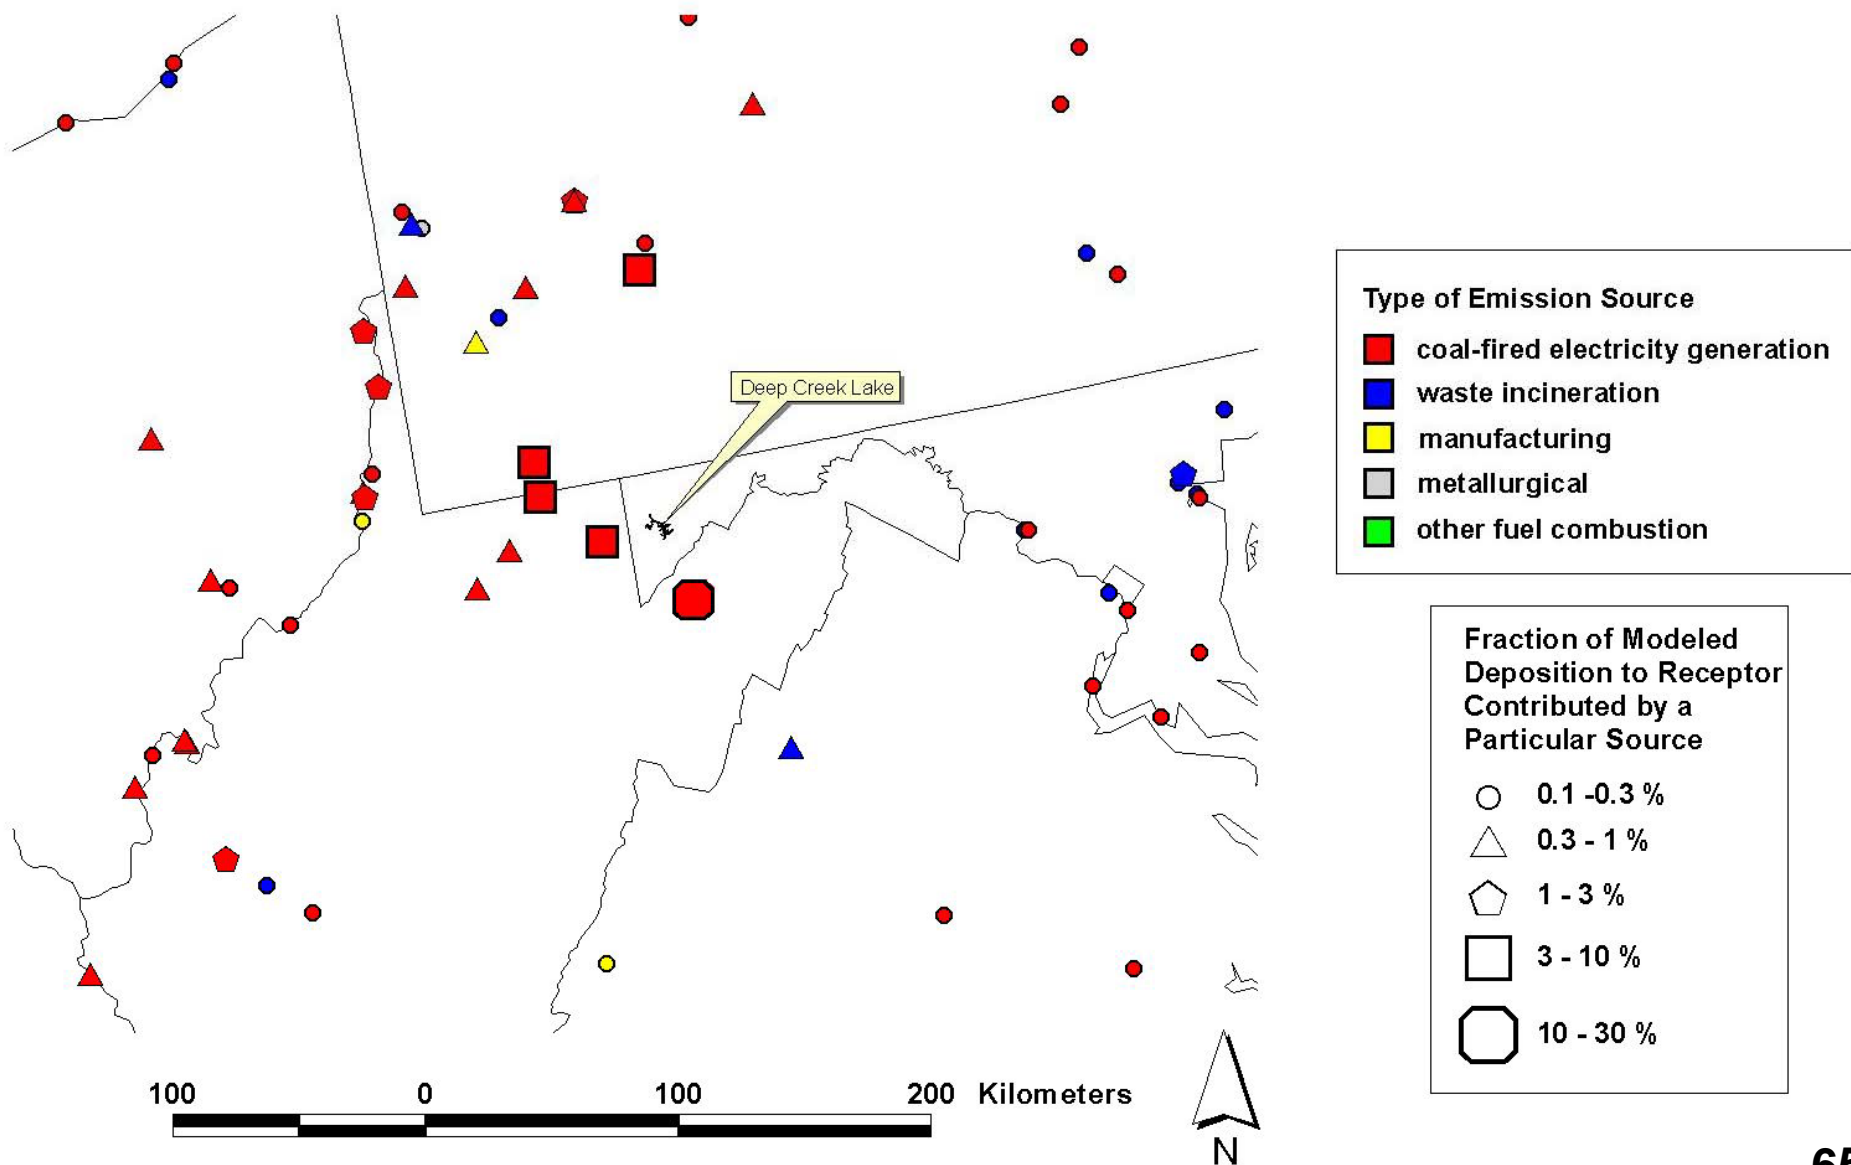 Deep Creek Lake
Type of Emission Source
coal-fired electricity generation
waste incineration
manufacturing
metallurgical
other fuel combustion
Fraction of Modeled
Deposition to Receptor
Contributed by a
Particular Source
0.1 -0.3 %
0.3 - 1 %
1 - 3 %
3 - 10 %
10 - 30 %
100 0 100 200 Kilometers
N